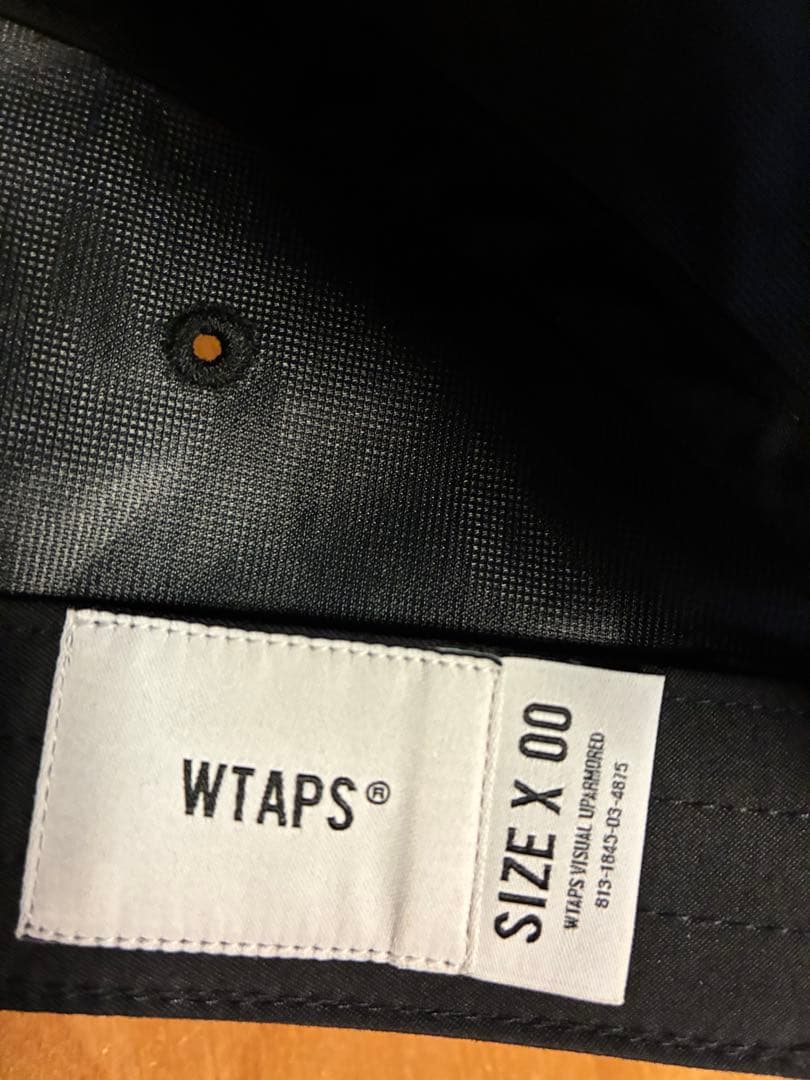 WTAPS®
SIZE X 00
WTAPS VISUAL UPARMORED
813-1845-03-4875